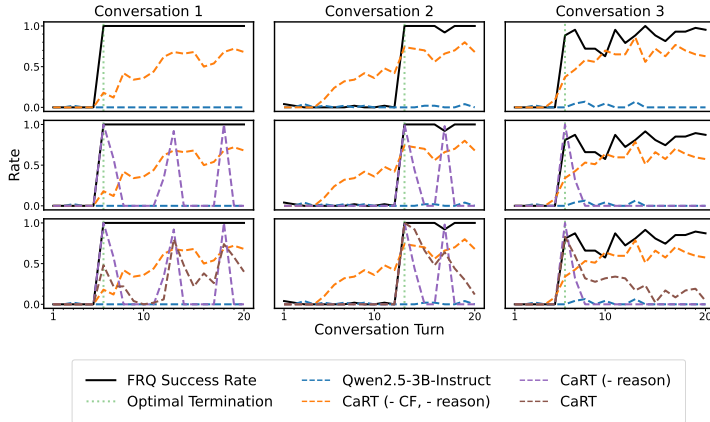 Conversation 1 Conversation 2 Conversation 3
1.0
0.5
0.0
1.0
0.5
0.0
1.0
0.5
0.0
Rate
1 10 20 1 10 20 1 10 20
Conversation Turn
FRQ Success Rate Qwen2.5-3B-Instruct CaRT (- reason)
Optimal Termination CaRT (- CF, - reason) CaRT